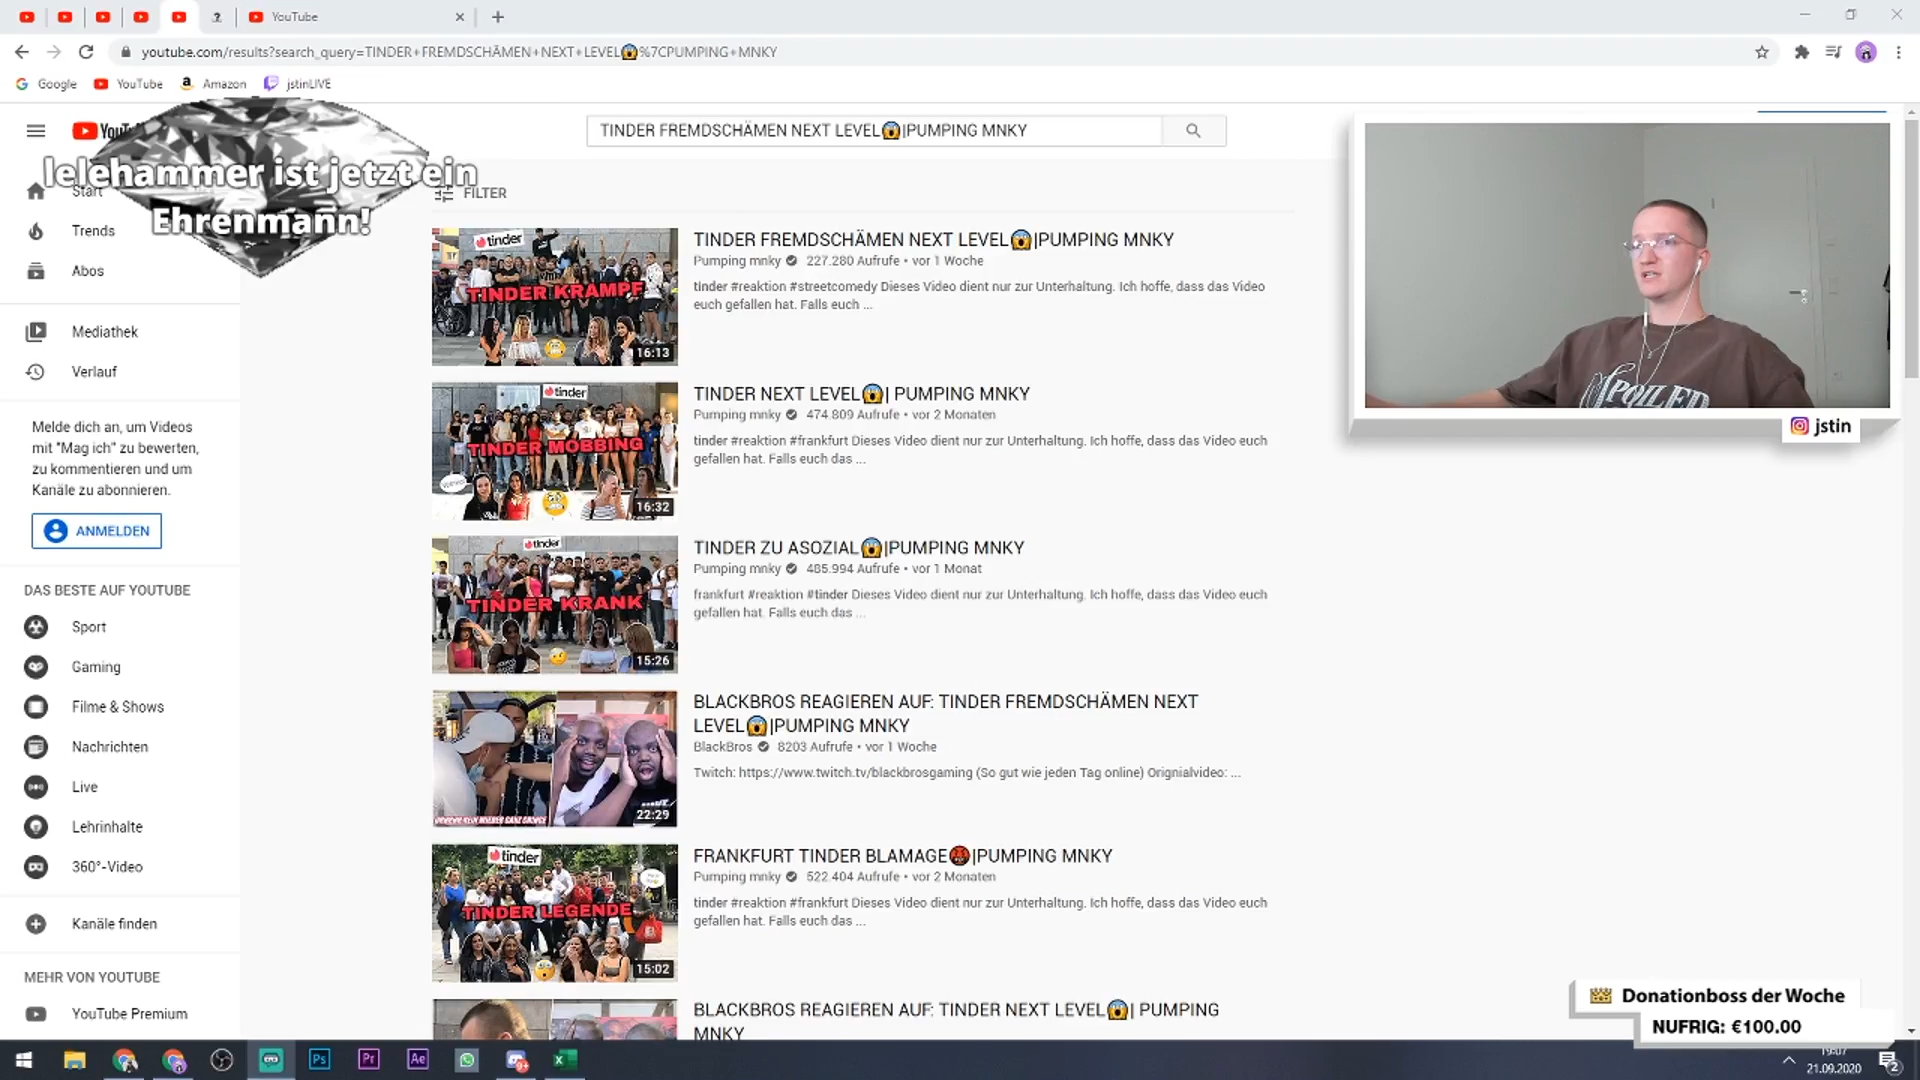 YouTube
youtube.com/results?search_query=TINDER+FREMDSCHÄMEN+NEXT+LEVEL😱%7CPUMPING+MNKY
Google YouTube Amazon jstinLIVE
TINDER FREMDSCHÄMEN NEXT LEVEL😱|PUMPING MNKY
lelehammer ist jetzt ein
Ehrenmann!
Start
Trends
Abos
Mediathek
Verlauf
Melde dich an, um Videos
mit "Mag ich" zu bewerten,
zu kommentieren und um
Kanäle zu abonnieren.
ANMELDEN
DAS BESTE AUF YOUTUBE
Sport
Gaming
Filme & Shows
Nachrichten
Live
Lehrinhalte
360°-Video
Kanäle finden
MEHR VON YOUTUBE
YouTube Premium
FILTER
tinder
TINDER KRAMPF
16:13
TINDER FREMDSCHÄMEN NEXT LEVEL😱|PUMPING MNKY
Pumping mnky 227.280 Aufrufe • vor 1 Woche
tinder #reaktion #streetcomedy Dieses Video dient nur zur Unterhaltung. Ich hoffe, dass das Video
euch gefallen hat. Falls euch ...
tinder
TINDER MOBBING
16:32
TINDER NEXT LEVEL😱| PUMPING MNKY
Pumping mnky 474.809 Aufrufe • vor 2 Monaten
tinder #reaktion #frankfurt Dieses Video dient nur zur Unterhaltung. Ich hoffe, dass das Video euch
gefallen hat. Falls euch das ...
tinder
TINDER KRANK
15:26
TINDER ZU ASOZIAL😱|PUMPING MNKY
Pumping mnky 485.994 Aufrufe • vor 1 Monat
frankfurt #reaktion #tinder Dieses Video dient nur zur Unterhaltung. Ich hoffe, dass das Video euch
gefallen hat. Falls euch das ...
22:29
BLACKBROS REAGIEREN AUF: TINDER FREMDSCHÄMEN NEXT
LEVEL😱|PUMPING MNKY
BlackBros 8203 Aufrufe • vor 1 Woche
Twitch: https://www.twitch.tv/blackbrosgaming (So gut wie jeden Tag online) Orignialvideo: ...
tinder
TINDER LEGENDE
15:02
FRANKFURT TINDER BLAMAGE👹|PUMPING MNKY
Pumping mnky 522.404 Aufrufe • vor 2 Monaten
tinder #reaktion #frankfurt Dieses Video dient nur zur Unterhaltung. Ich hoffe, dass das Video euch
gefallen hat. Falls euch das ...
BLACKBROS REAGIEREN AUF: TINDER NEXT LEVEL😱| PUMPING
MNKY
SPOILED
jstin
Donationboss der Woche
NUFRIG: €100.00
Ps Pr Ae
19:07
21.09.2020
2